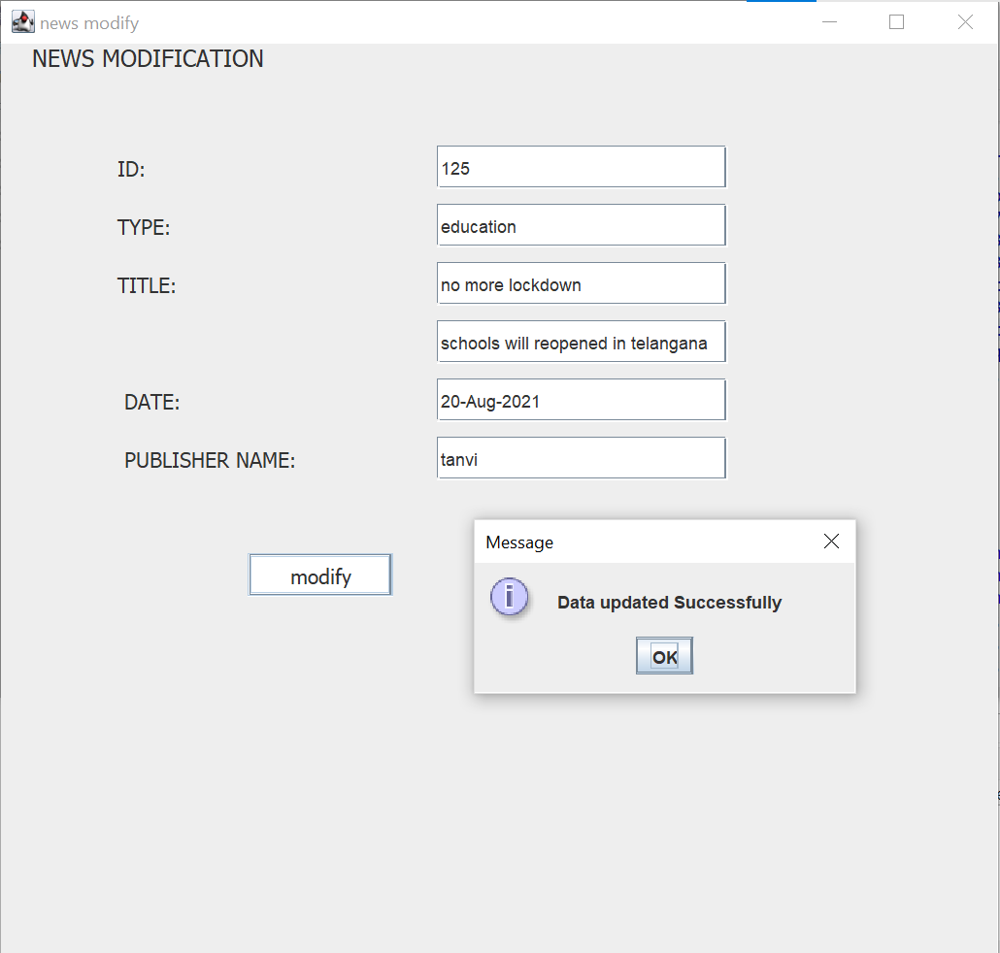 news modify
NEWS MODIFICATION
ID: 125
TYPE: education
TITLE: no more lockdown
schools will reopened in telangana
DATE: 20-Aug-2021
PUBLISHER NAME: tanvi
modify
Message
i
Data updated Successfully
OK